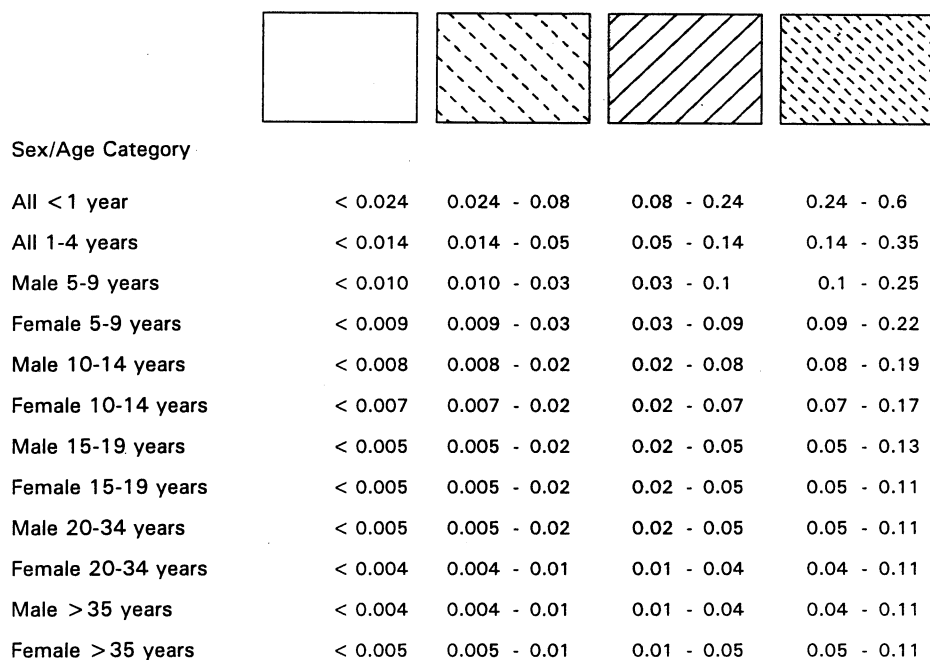 Sex/Age Category
All <1 year < 0.024 0.024 - 0.08 0.08 - 0.24 0.24 - 0.6
All 1-4 years < 0.014 0.014 - 0.05 0.05 - 0.14 0.14 - 0.35
Male 5-9 years < 0.010 0.010 - 0.03 0.03 - 0.1 0.1 - 0.25
Female 5-9 years < 0.009 0.009 - 0.03 0.03 - 0.09 0.09 - 0.22
Male 10-14 years < 0.008 0.008 - 0.02 0.02 - 0.08 0.08 - 0.19
Female 10-14 years < 0.007 0.007 - 0.02 0.02 - 0.07 0.07 - 0.17
Male 15-19 years < 0.005 0.005 - 0.02 0.02 - 0.05 0.05 - 0.13
Female 15-19 years < 0.005 0.005 - 0.02 0.02 - 0.05 0.05 - 0.11
Male 20-34 years < 0.005 0.005 - 0.02 0.02 - 0.05 0.05 - 0.11
Female 20-34 years < 0.004 0.004 - 0.01 0.01 - 0.04 0.04 - 0.11
Male >35 years < 0.004 0.004 - 0.01 0.01 - 0.04 0.04 - 0.11
Female >35 years < 0.005 0.005 - 0.01 0.01 - 0.05 0.05 - 0.11